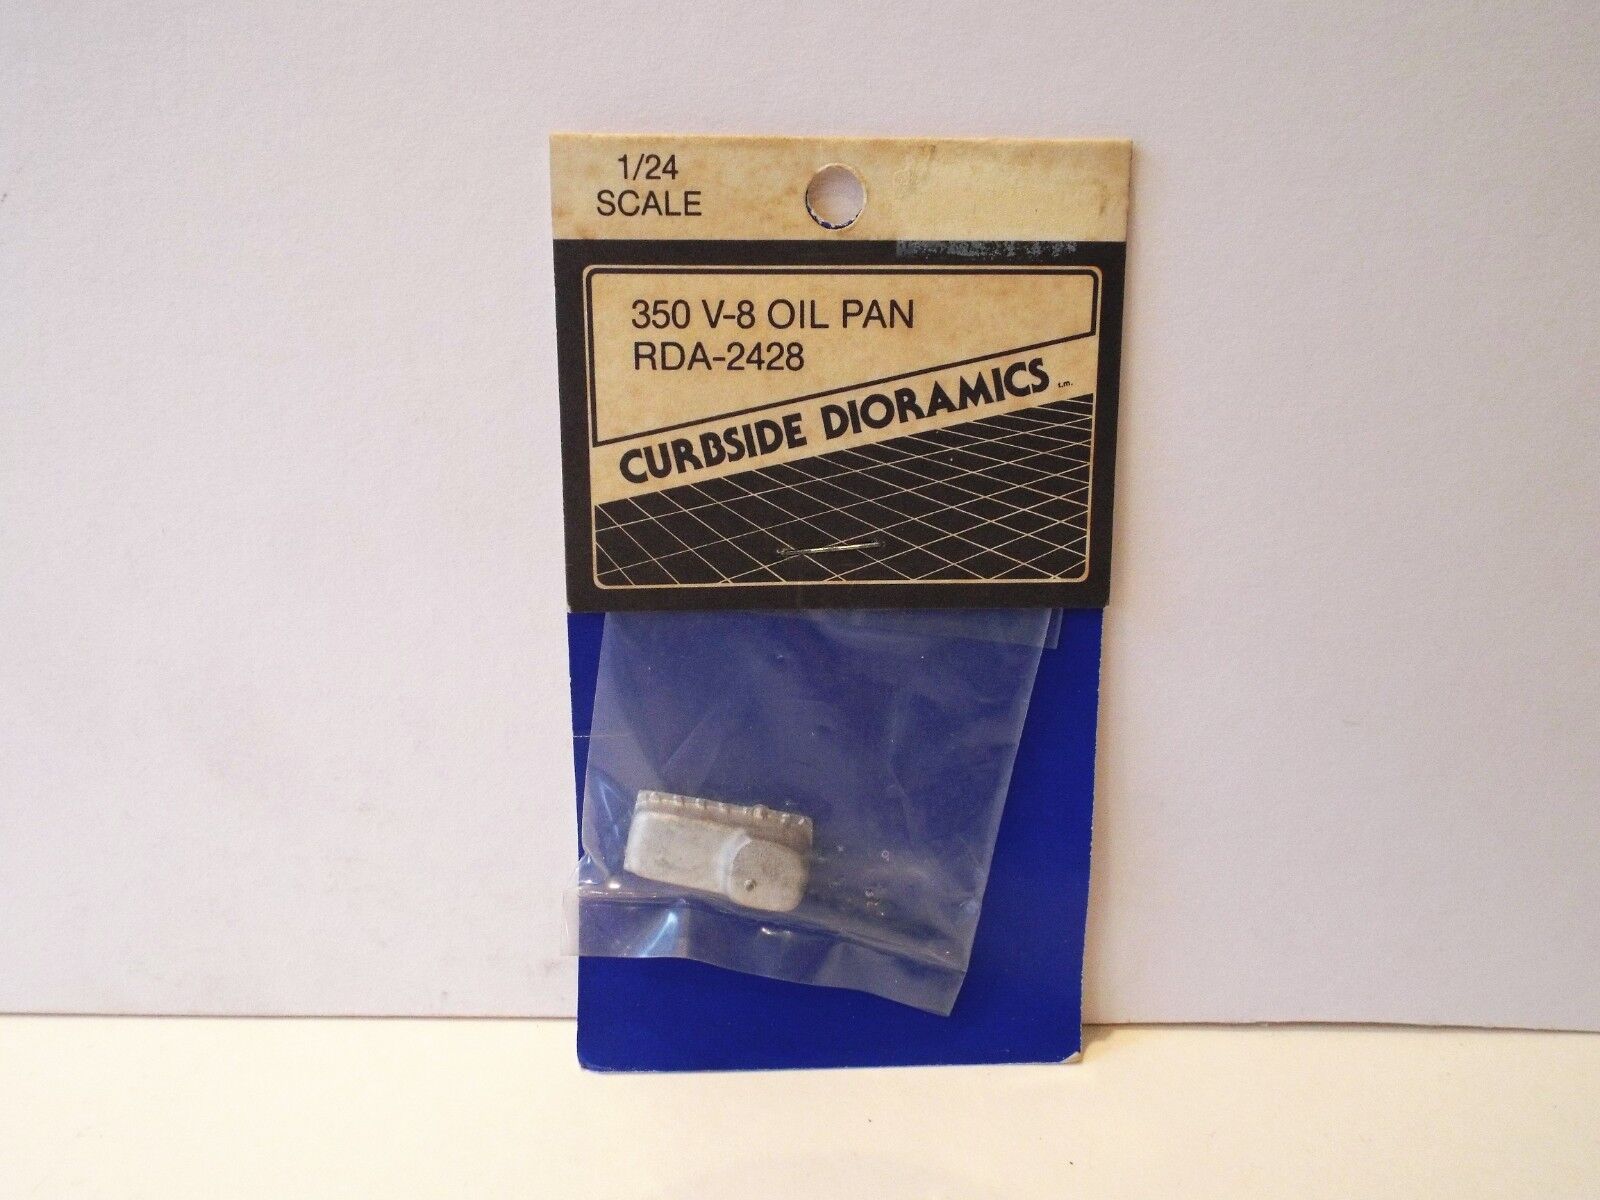 1/24
SCALE
350 V-8 OIL PAN
RDA-2428
CURBSIDE DIORAMICS t.m.